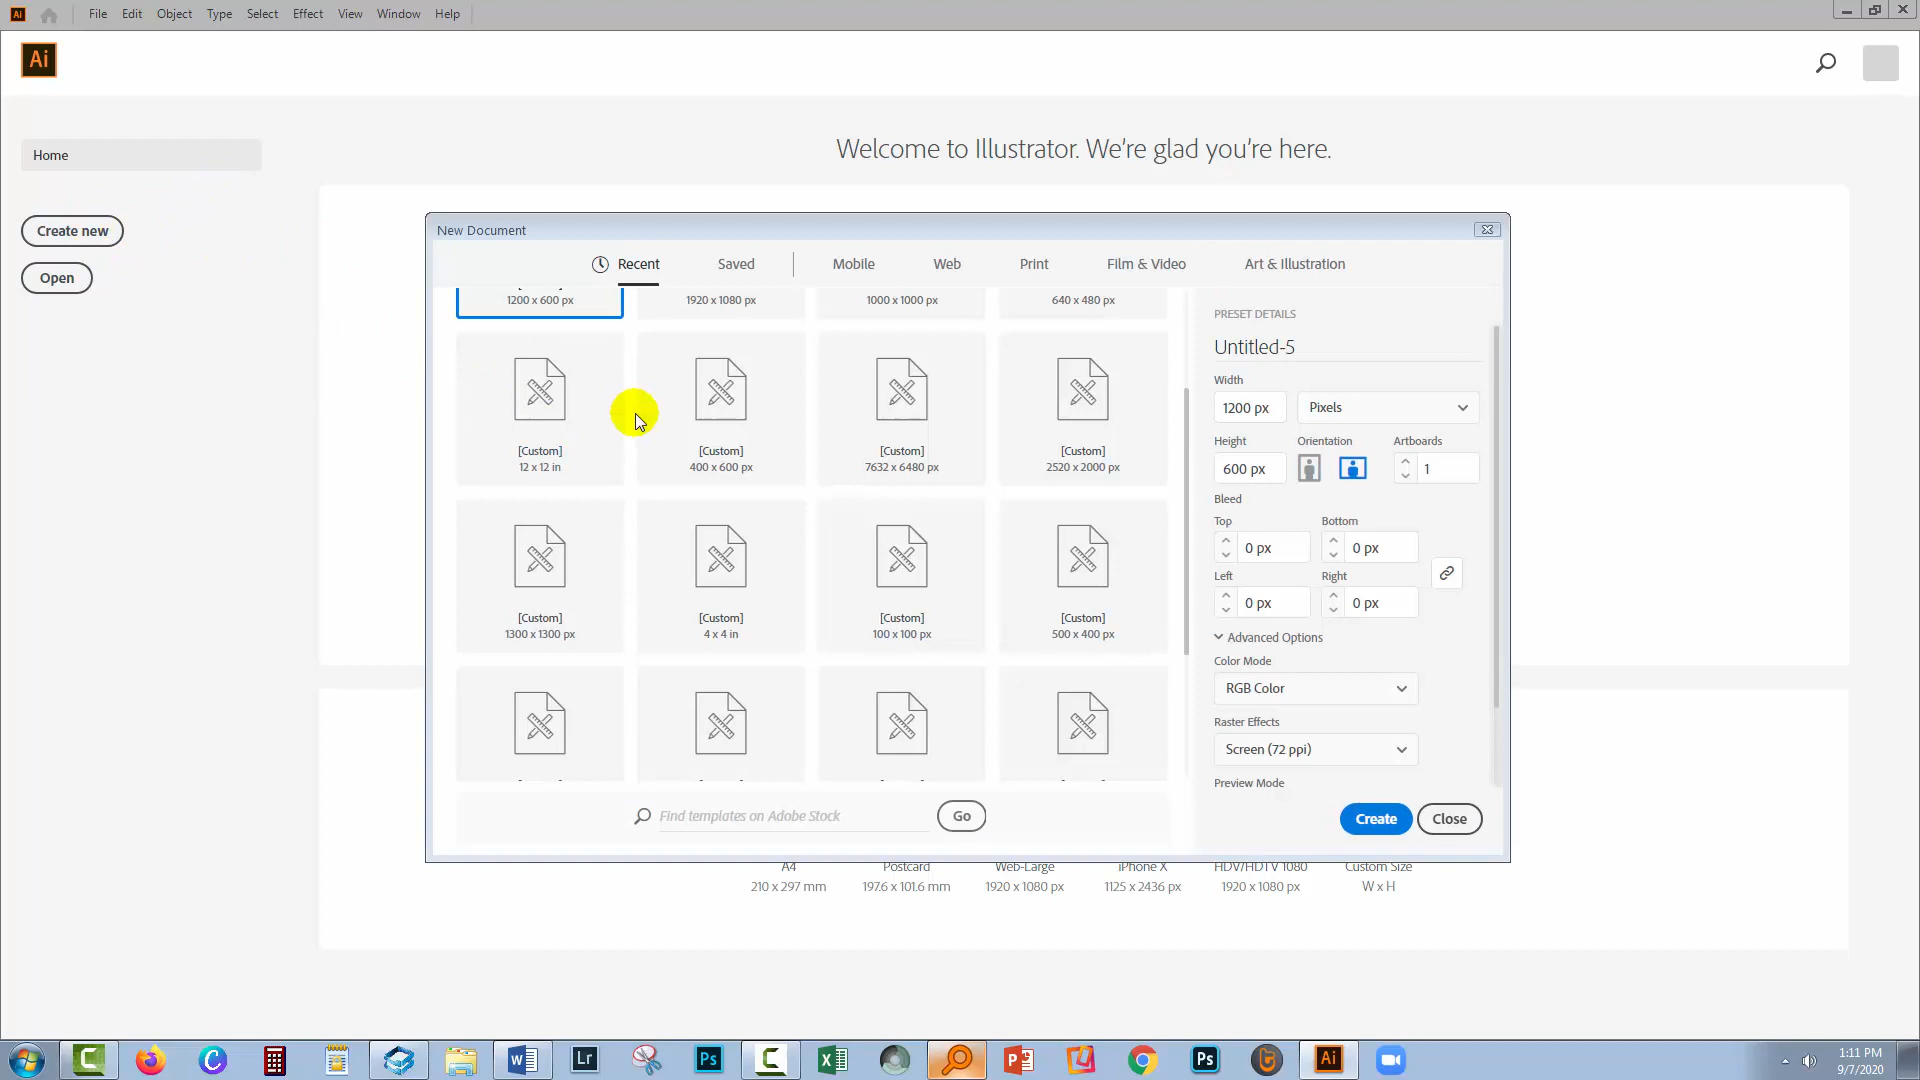 Ai
File Edit Object Type Select Effect View Window Help
Ai
Home
Welcome to Illustrator. We're glad you're here.
Create new
Open
New Document
Recent Saved Mobile Web Print Film & Video Art & Illustration
1200 x 600 px 1920 x 1080 px 1000 x 1000 px 640 x 480 px
[Custom] [Custom] [Custom] [Custom]
12 x 12 in 400 x 600 px 7632 x 6480 px 2520 x 2000 px
[Custom] [Custom] [Custom] [Custom]
1300 x 1300 px 4 x 4 in 100 x 100 px 500 x 400 px
Find templates on Adobe Stock Go
PRESET DETAILS
Untitled-5
Width
1200 px Pixels
Height Orientation Artboards
600 px 1
Bleed
Top Bottom
0 px 0 px
Left Right
0 px 0 px
Advanced Options
Color Mode
RGB Color
Raster Effects
Screen (72 ppi)
Preview Mode
Create Close
A4 Postcard Web-Large iPhone X HDV/HDTV 1080 Custom Size
210 x 297 mm 197.6 x 101.6 mm 1920 x 1080 px 1125 x 2436 px 1920 x 1080 px W x H
Lr Ps Ps Ai
1:11 PM
9/7/2020